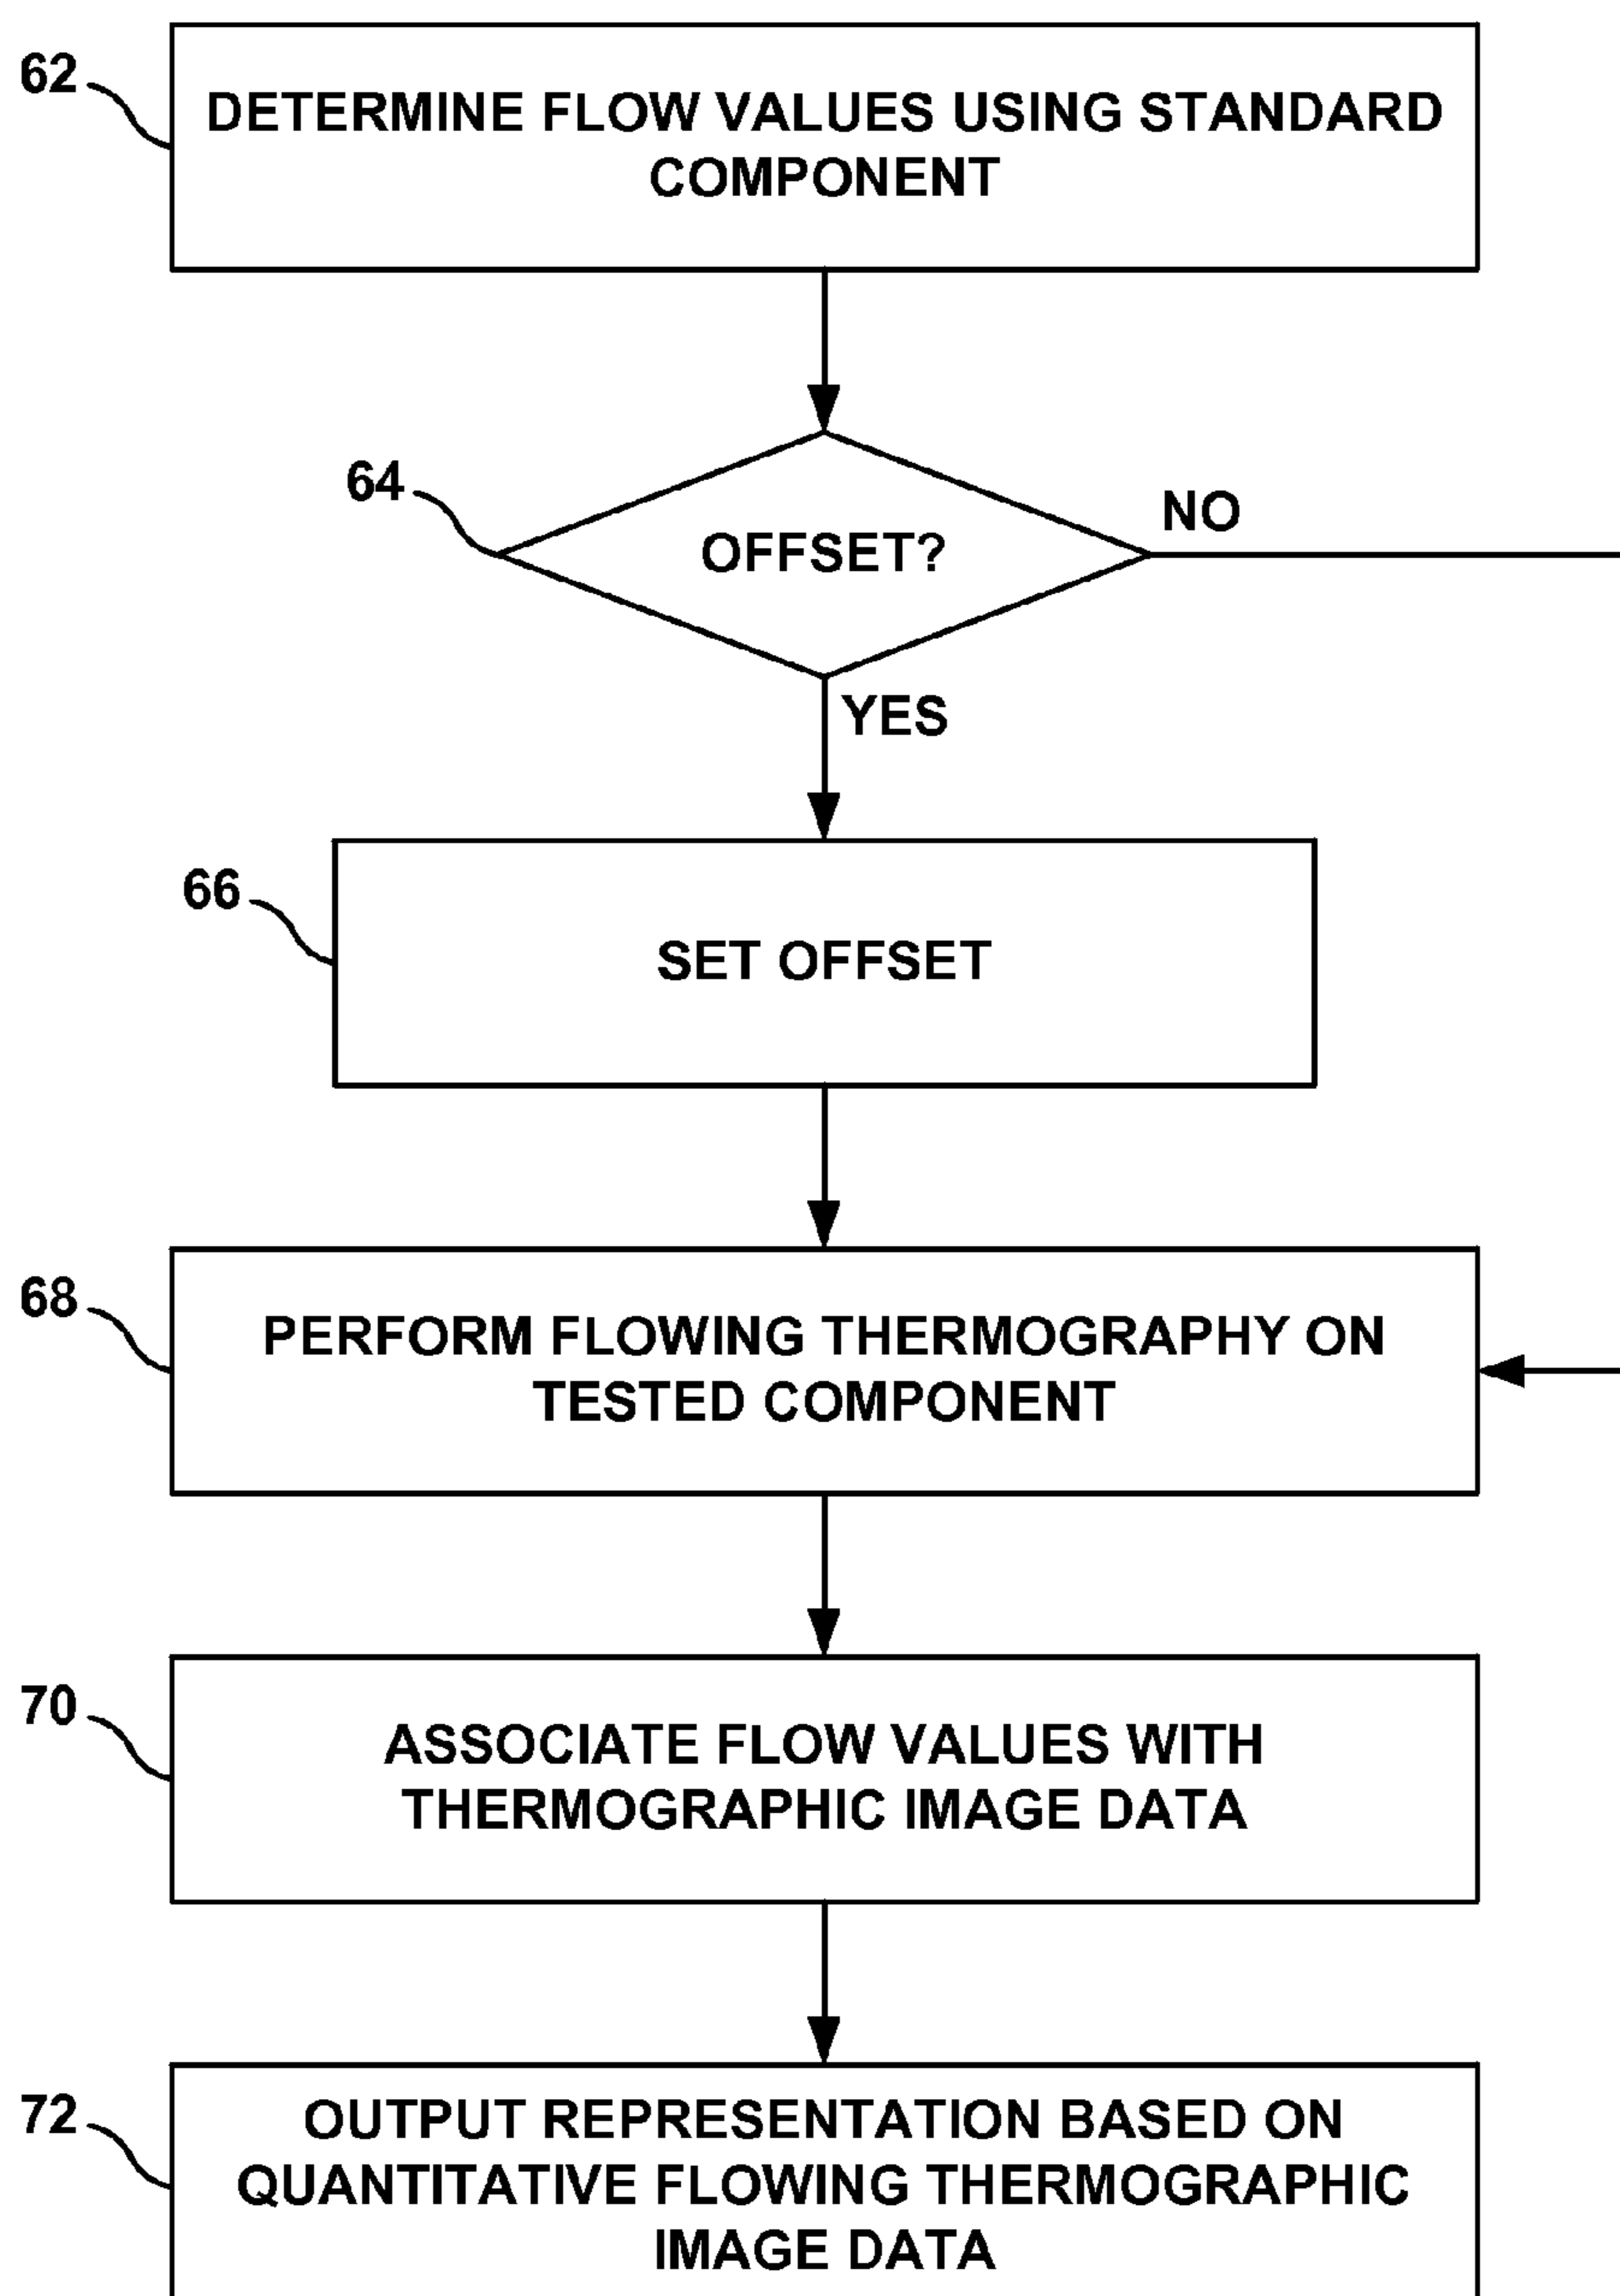 62
DETERMINE FLOW VALUES USING STANDARD
COMPONENT
64
OFFSET?
NO
YES
66
SET OFFSET
68
PERFORM FLOWING THERMOGRAPHY ON
TESTED COMPONENT
70
ASSOCIATE FLOW VALUES WITH
THERMOGRAPHIC IMAGE DATA
72
OUTPUT REPRESENTATION BASED ON
QUANTITATIVE FLOWING THERMOGRAPHIC
IMAGE DATA